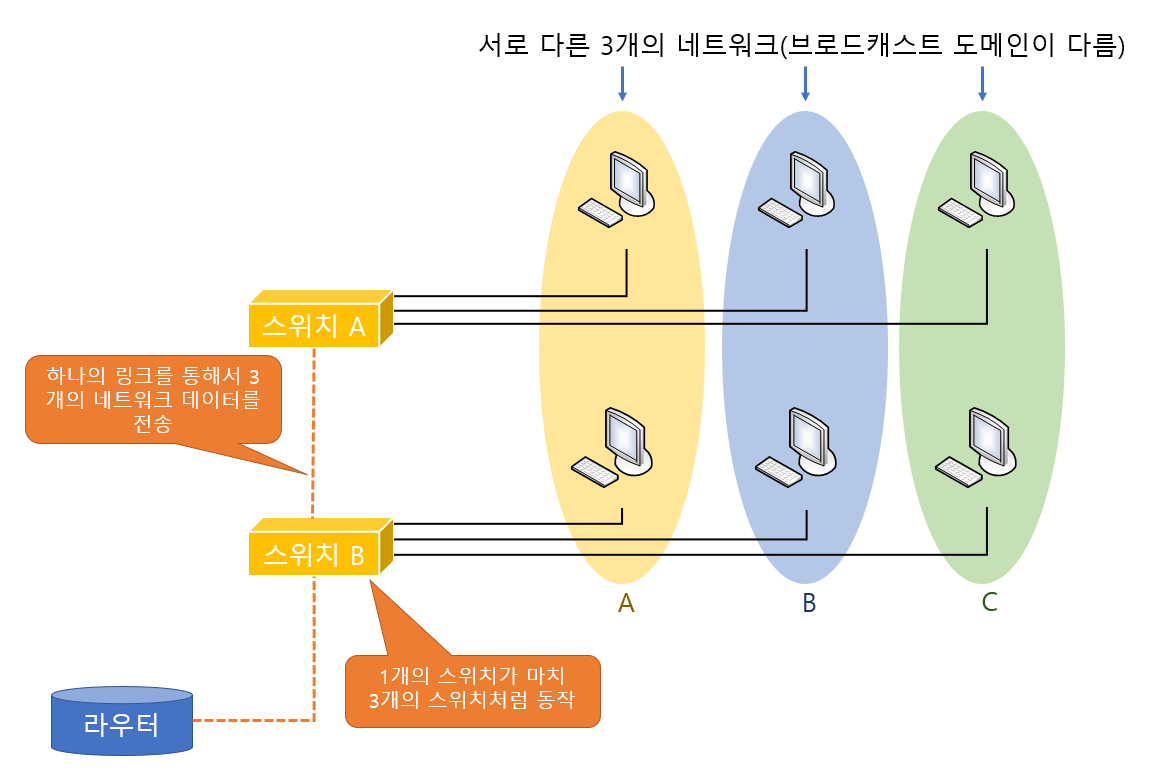 서로 다른 3개의 네트워크(브로드캐스트 도메인이 다름)
스위치 A
하나의 링크를 통해서 3
개의 네트워크 데이터를
전송
스위치 B
A
B
C
1개의 스위치가 마치
3개의 스위치처럼 동작
라우터